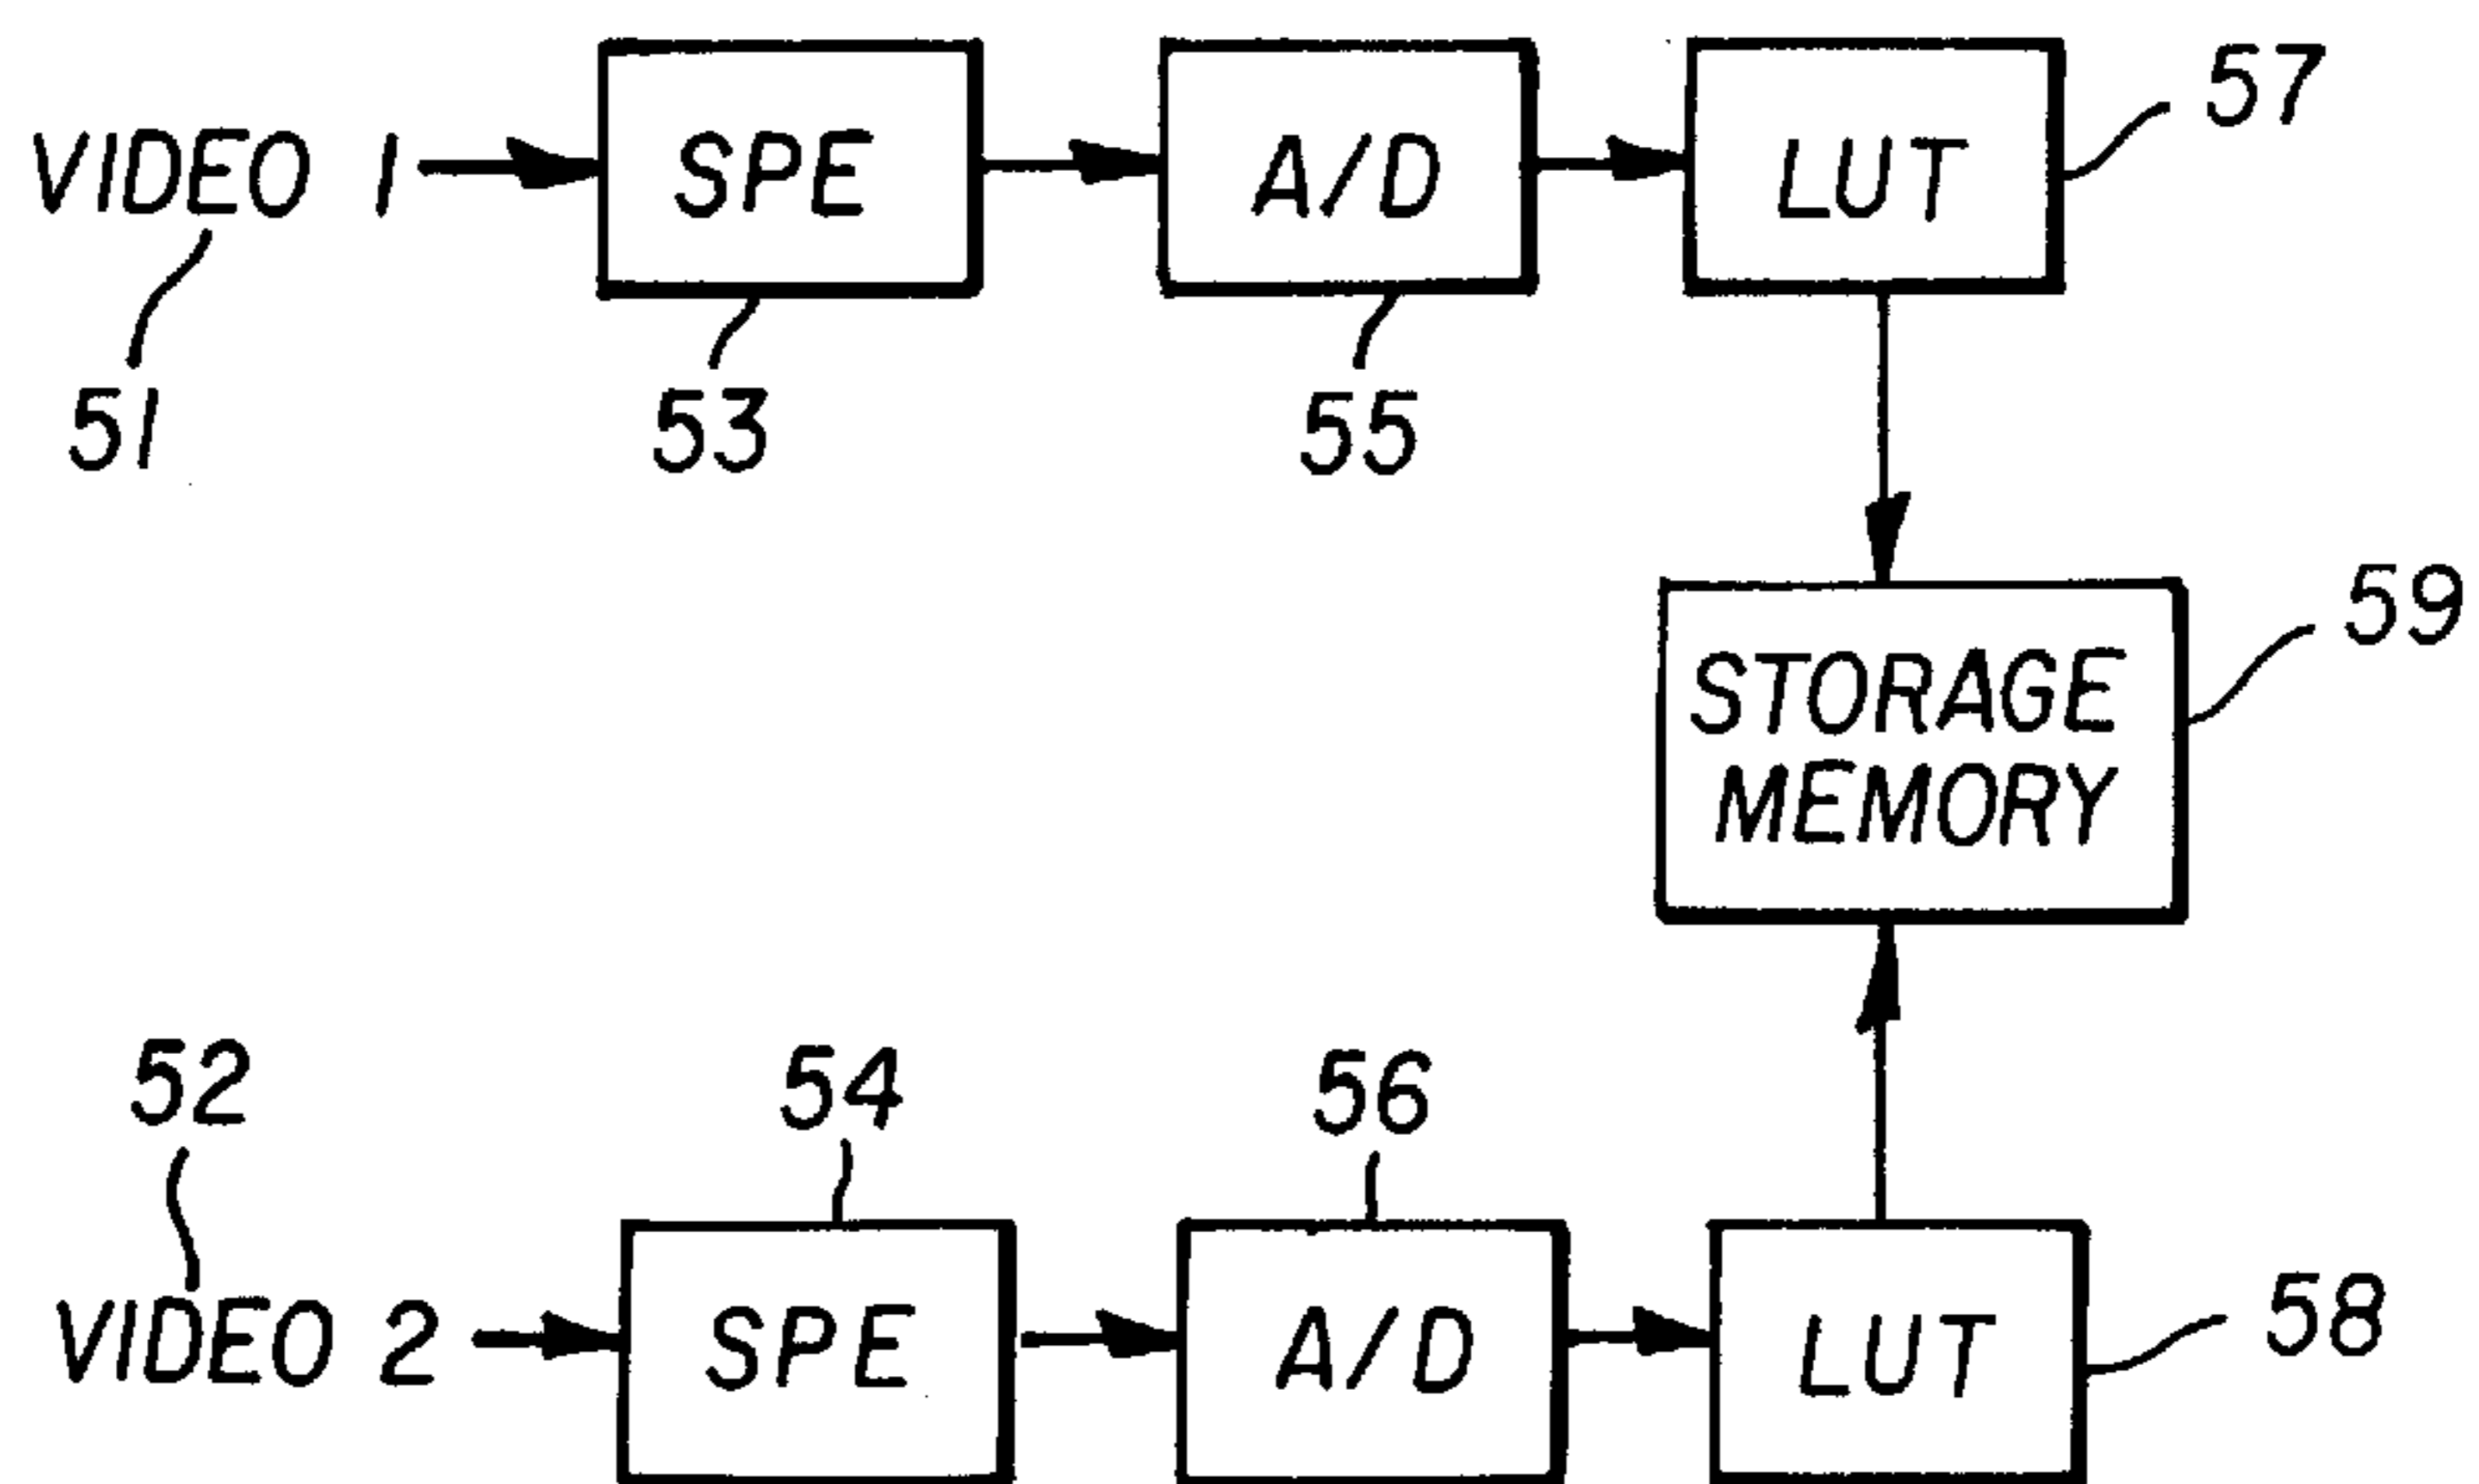 VIDEO 1
SPE
A/D
LUT
57
51
53
55
STORAGE
MEMORY
59
52
54
56
VIDEO 2
SPE
A/D
LUT
58